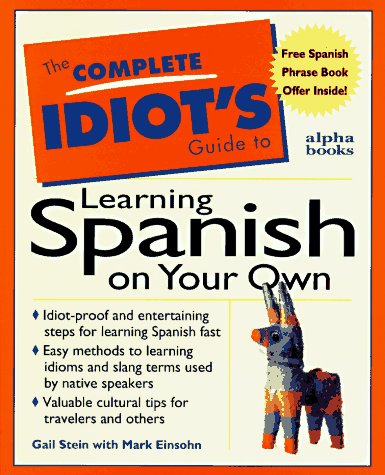 The COMPLETE
IDIOT'S
Guide to
Free Spanish
Phrase Book
Offer Inside!
alpha
books
Learning
Spanish
on Your Own
♦ Idiot-proof and entertaining
steps for learning Spanish fast
♦ Easy methods to learning
idioms and slang terms used
by native speakers
♦ Valuable cultural tips for
travelers and others
Gail Stein with Mark Einsohn